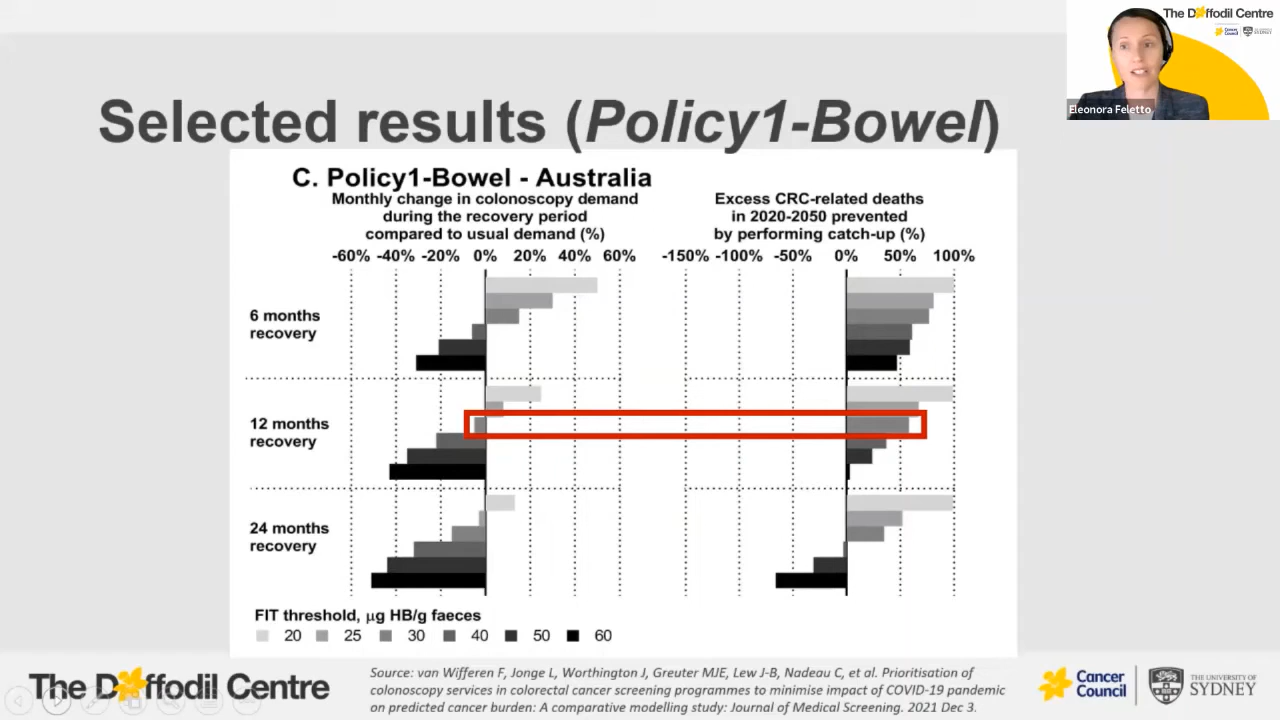 The Daffodil Centre
Cancer Council
THE UNIVERSITY OF SYDNEY
Eleonora Feletto
Selected results (Policy1-Bowel)
C. Policy1-Bowel - Australia
Monthly change in colonoscopy demand
during the recovery period
compared to usual demand (%)
-60% -40% -20% 0% 20% 40% 60%
Excess CRC-related deaths
in 2020-2050 prevented
by performing catch-up (%)
-150% -100% -50% 0% 50% 100%
6 months
recovery
12 months
recovery
24 months
recovery
FIT threshold, µg HB/g faeces
20 25 30 40 50 60
The Daffodil Centre
Source: van Wifferen F, Jonge L, Worthington J, Greuter MJE, Lew J-B, Nadeau C, et al. Prioritisation of
colonoscopy services in colorectal cancer screening programmes to minimise impact of COVID-19 pandemic
on predicted cancer burden: A comparative modelling study: Journal of Medical Screening. 2021 Dec 3.
Cancer
Council
THE UNIVERSITY OF
SYDNEY